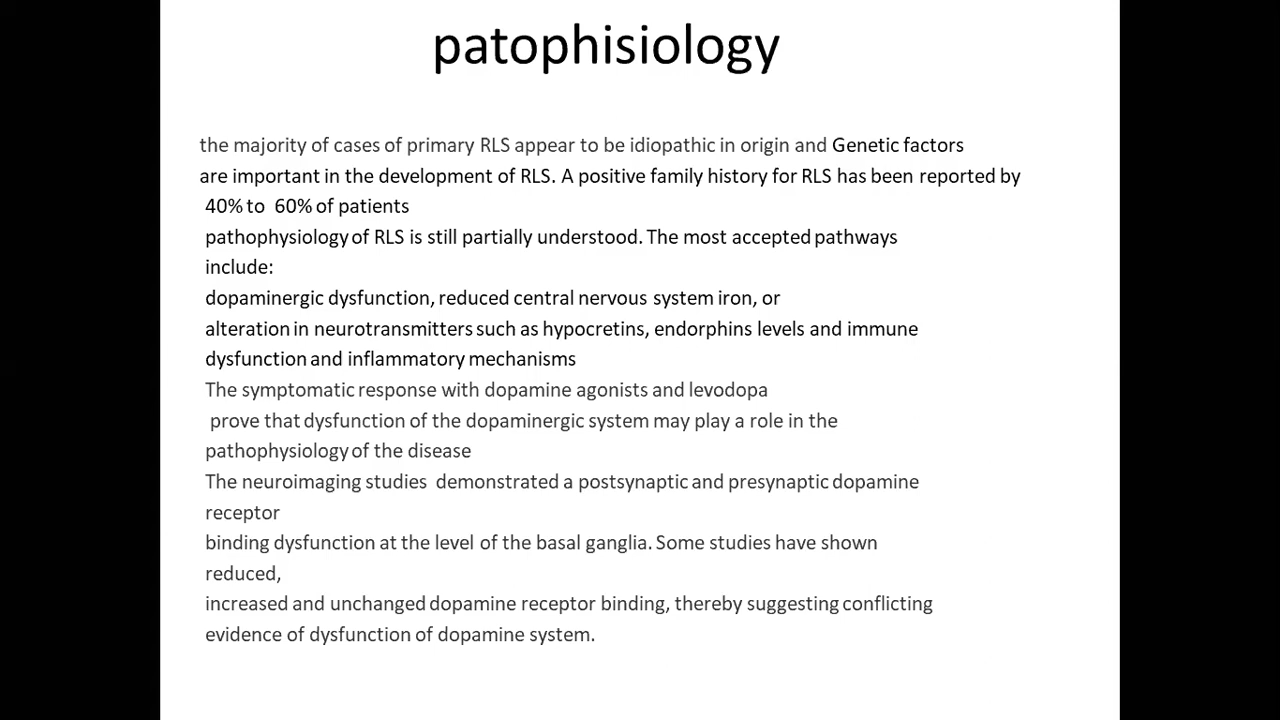 patophisiology
the majority of cases of primary RLS appear to be idiopathic in origin and Genetic factors
are important in the development of RLS. A positive family history for RLS has been reported by
40% to 60% of patients
pathophysiology of RLS is still partially understood. The most accepted pathways
include:
dopaminergic dysfunction, reduced central nervous system iron, or
alteration in neurotransmitters such as hypocretins, endorphins levels and immune
dysfunction and inflammatory mechanisms
The symptomatic response with dopamine agonists and levodopa
prove that dysfunction of the dopaminergic system may play a role in the
pathophysiology of the disease
The neuroimaging studies demonstrated a postsynaptic and presynaptic dopamine
receptor
binding dysfunction at the level of the basal ganglia. Some studies have shown
reduced,
increased and unchanged dopamine receptor binding, thereby suggesting conflicting
evidence of dysfunction of dopamine system.